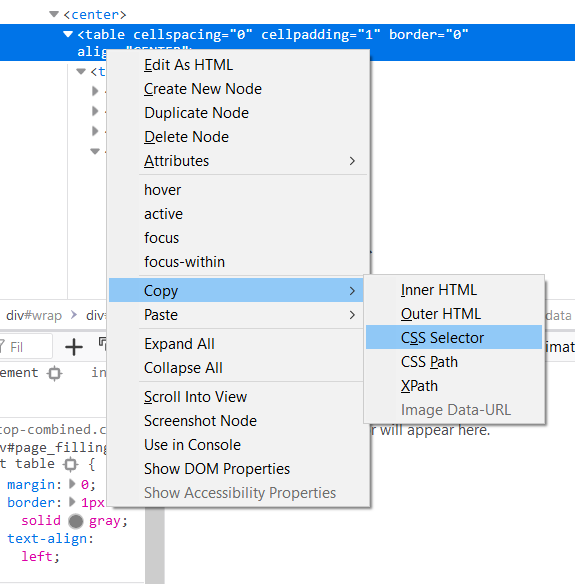 <center>
<table cellspacing="0" cellpadding="1" border="0"
align="CENTER">
<t
Edit As HTML
Create New Node
Duplicate Node
Delete Node
Attributes
hover
active
focus
focus-within
Copy
Paste
Expand All
Collapse All
Scroll Into View
Screenshot Node
Use in Console
Show DOM Properties
Show Accessibility Properties
Inner HTML
Outer HTML
CSS Selector
CSS Path
XPath
Image Data-URL
div#wrap
div
data
Fil
imat
ement
in
r will appear here.
top-combined.c
v#page_filling
t table {
margin: 0;
border: 1px
solid gray;
text-align:
left;